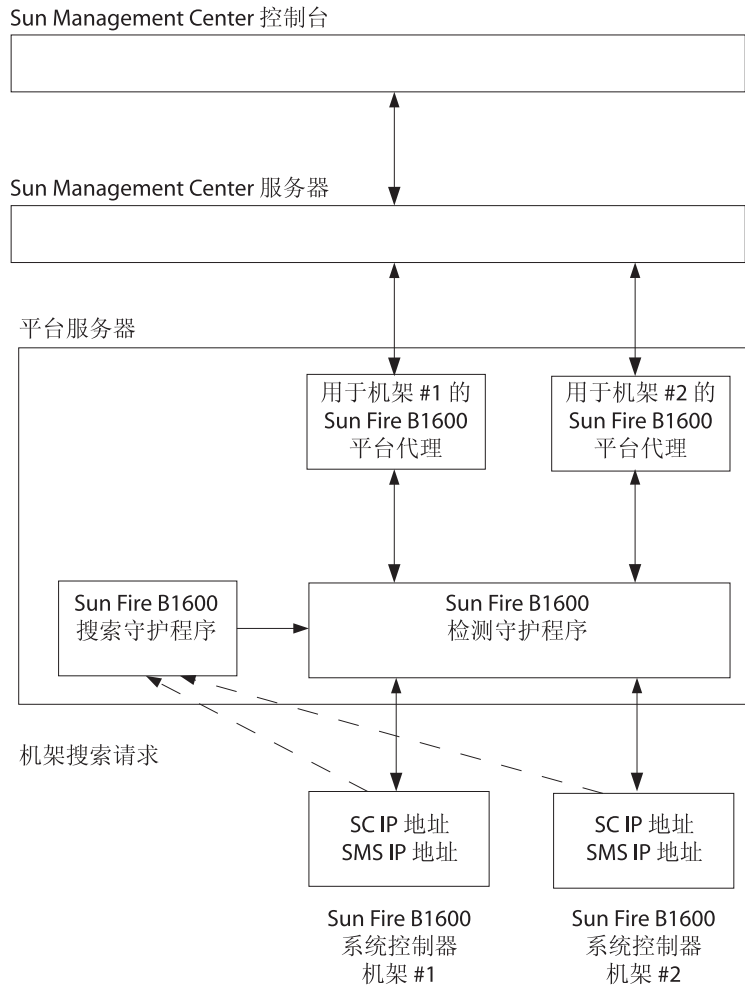 Sun Management Center 控制台
Sun Management Center 服务器
平台服务器
用于机架 #1 的
Sun Fire B1600
平台代理
用于机架 #2 的
Sun Fire B1600
平台代理
Sun Fire B1600
搜索守护程序
Sun Fire B1600
检测守护程序
机架搜索请求
SC IP 地址
SMS IP 地址
SC IP 地址
SMS IP 地址
Sun Fire B1600
系统控制器
机架 #1
Sun Fire B1600
系统控制器
机架 #2